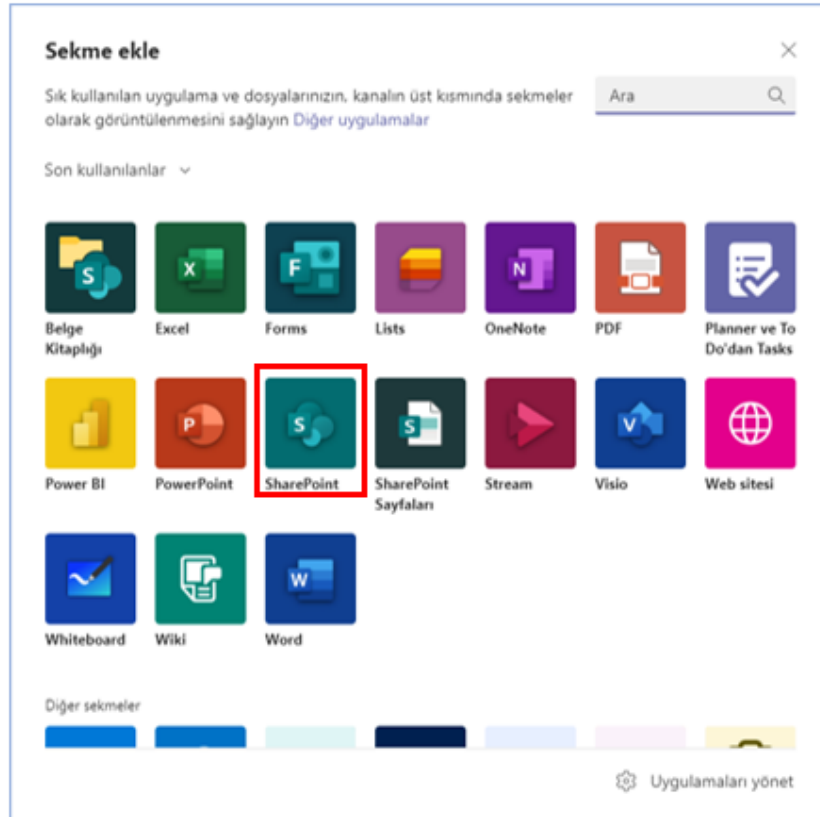 Sekme ekle
Sık kullanılan uygulama ve dosyalarınızın, kanalın üst kısmında sekmeler
olarak görüntülenmesini sağlayın Diğer uygulamalar
Ara
Son kullanılanlar
Belge
Kitaplığı
Excel
Forms
Lists
OneNote
PDF
Planner ve To
Do'dan Tasks
Power BI
PowerPoint
SharePoint
SharePoint
Sayfaları
Stream
Visio
Web sitesi
Whiteboard
Wiki
Word
Diğer sekmeler
Uygulamaları yönet